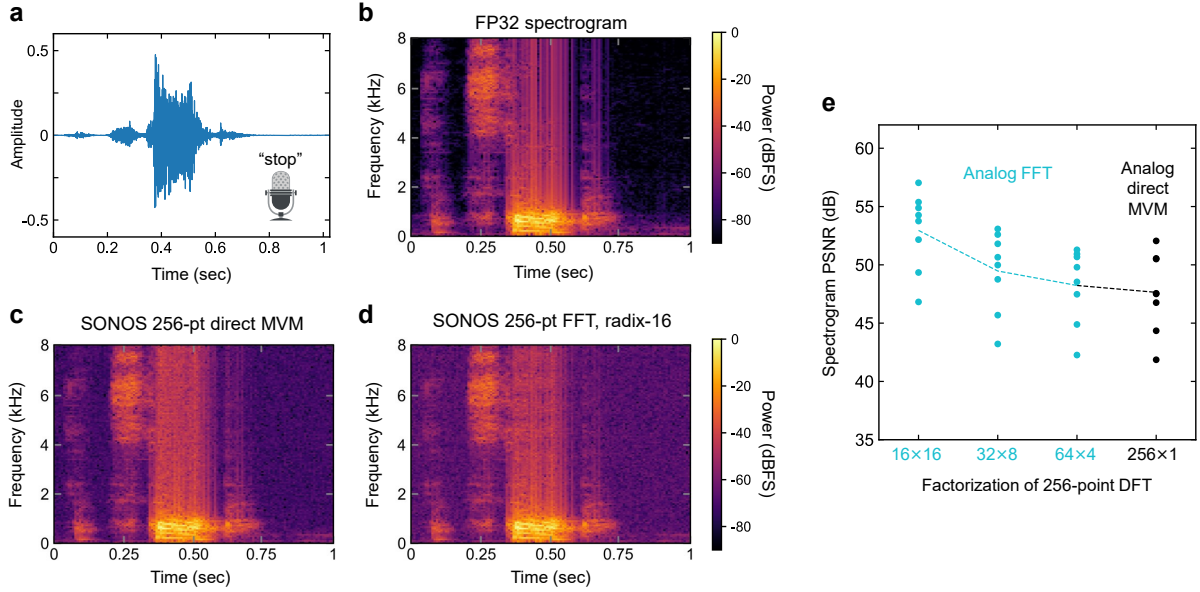 a
0.5
0
-0.5
Amplitude
"stop"
0
0.2
0.4
0.6
0.8
1
Time (sec)
b
FP32 spectrogram
8
6
4
2
0
Frequency (kHz)
0
0.25
0.50
0.75
1
Time (sec)
0
-20
-40
-60
-80
Power (dBFS)
c
SONOS 256-pt direct MVM
8
6
4
2
0
Frequency (kHz)
0
0.25
0.50
0.75
1
Time (sec)
d
SONOS 256-pt FFT, radix-16
8
6
4
2
0
Frequency (kHz)
0
0.25
0.50
0.75
1
Time (sec)
0
-20
-40
-60
-80
Power (dBFS)
e
60
55
50
45
40
35
Spectrogram PSNR (dB)
Analog FFT
Analog
direct
MVM
16×16
32×8
64×4
256×1
Factorization of 256-point DFT